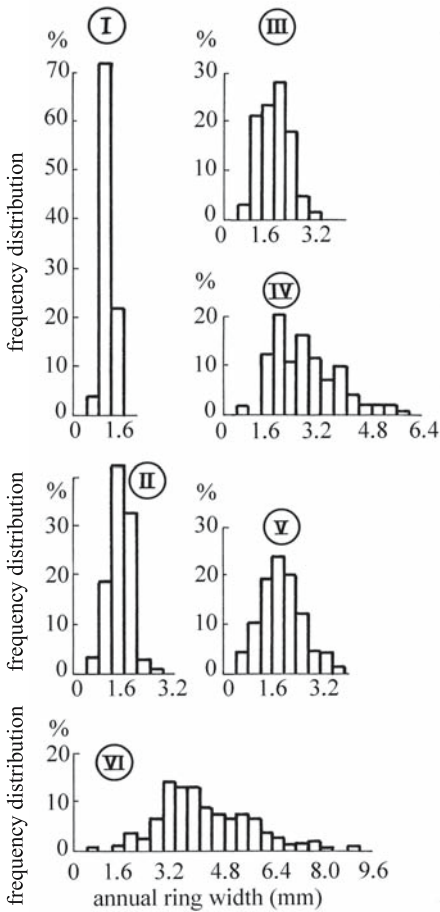 I
%
70
60
50
40
30
20
10
0
0 1.6
frequency distribution
III
%
30
20
10
0
0 1.6 3.2
IV
%
20
10
0
0 1.6 3.2 4.8 6.4
II
%
30
20
10
0
0 1.6 3.2
frequency distribution
V
%
30
20
10
0
0 1.6 3.2
VI
%
20
10
0
0 1.6 3.2 4.8 6.4 8.0 9.6
frequency distribution
annual ring width (mm)